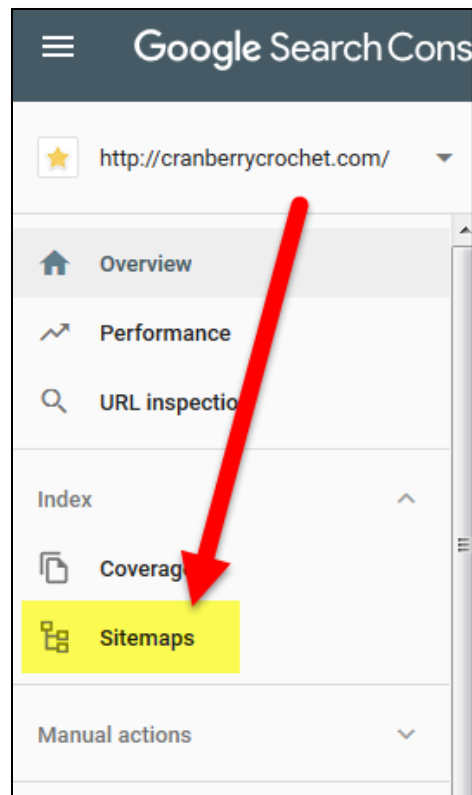 Google Search Cons
http://cranberrycrochet.com/
Overview
Performance
URL inspectio
Index
Coverag
Sitemaps
Manual actions